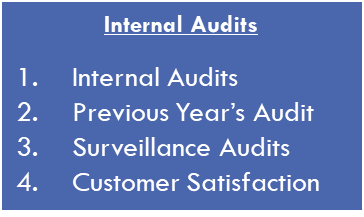 Internal Audits
1. Internal Audits
2. Previous Year’s Audit
3. Surveillance Audits
4. Customer Satisfaction